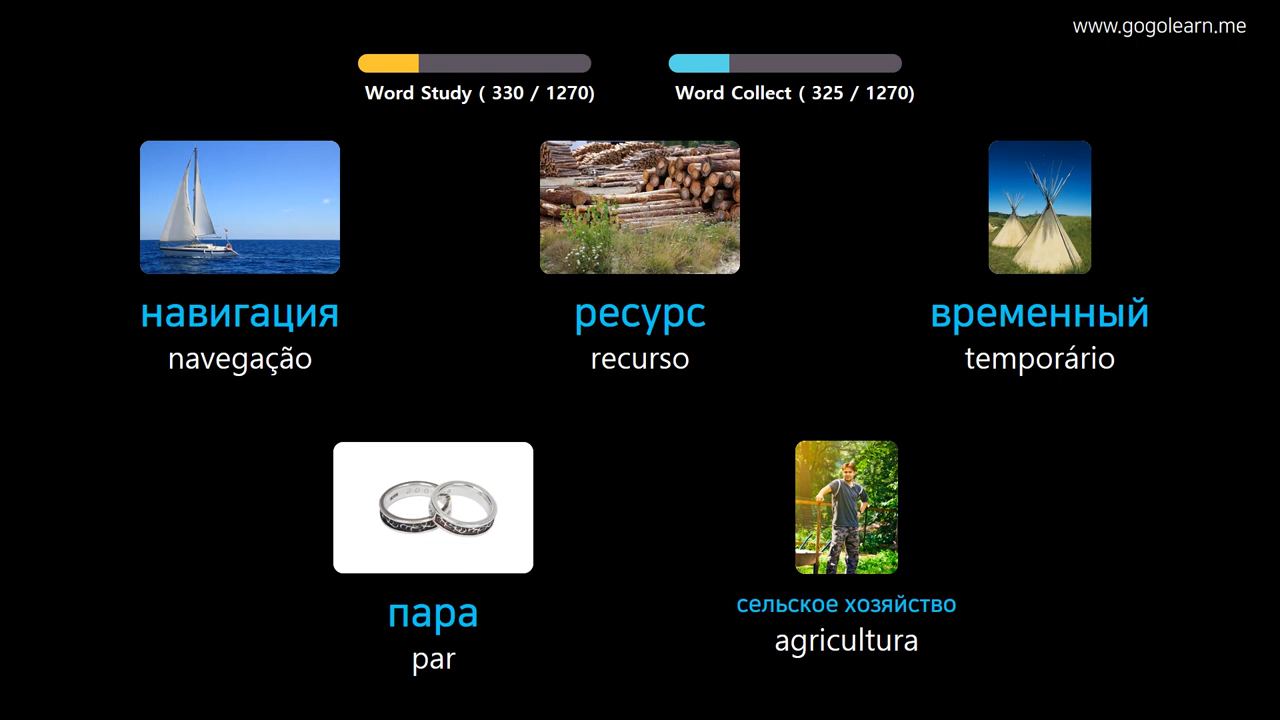 www.gogolearn.me
Word Study ( 330 / 1270)
Word Collect ( 325 / 1270)
навигация
navegação
ресурс
recurso
временный
temporário
пара
par
сельское хозяйство
agricultura